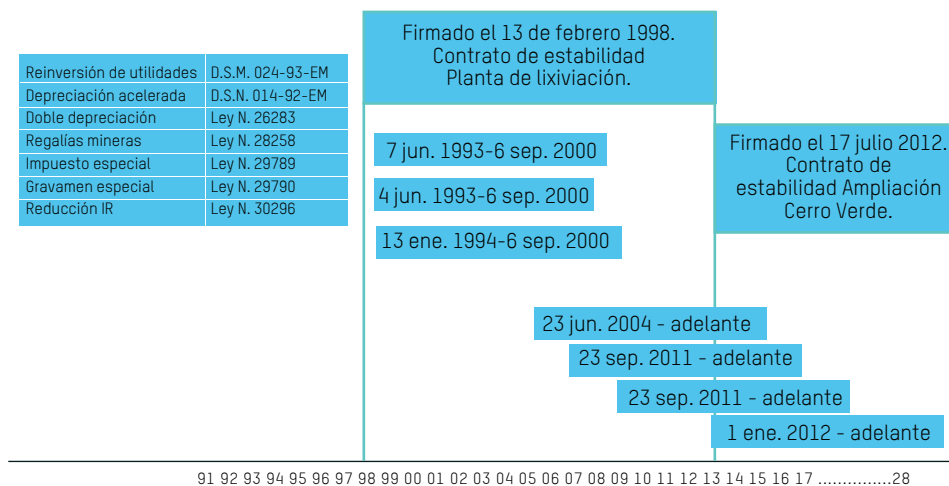 Firmado el 13 de febrero 1998.
Contrato de estabilidad
Planta de lixiviación.
Reinversión de utilidades D.S.M. 024-93-EM
Depreciación acelerada D.S.N. 014-92-EM
Doble depreciación Ley N. 26283
Regalías mineras Ley N. 28258
Impuesto especial Ley N. 29789
Gravamen especial Ley N. 29790
Reducción IR Ley N. 30296
7 jun. 1993-6 sep. 2000
4 jun. 1993-6 sep. 2000
13 ene. 1994-6 sep. 2000
Firmado el 17 julio 2012.
Contrato de
estabilidad Ampliación
Cerro Verde.
23 jun. 2004 - adelante
23 sep. 2011 - adelante
23 sep. 2011 - adelante
1 ene. 2012 - adelante
91 92 93 94 95 96 97 98 99 00 01 02 03 04 05 06 07 08 09 10 11 12 13 14 15 16 17 ...............28